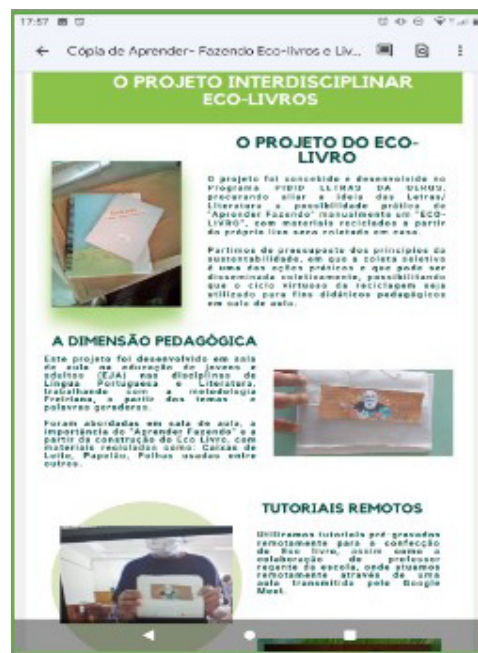 17:57
Cópia de Aprender- Fazendo Eco-livros e Liv...
O PROJETO INTERDISCIPLINAR
ECO-LIVROS
O PROJETO DO ECO-
LIVRO
O projeto foi concebido e desenvolvido no
Programa PIBID LETRAS DA UERGS,
procurando aliar a ideia das Letras/
Literatura a possibilidade prática do
"Aprender Fazendo" manualmente um "ECO-
LIVRO", com materiais reciclados a partir
do próprio lixo seco coletado em casa.
Partimos do pressuposto dos princípios da
sustentabilidade, em que a coleta seletiva
é uma das ações práticas e que pode ser
disseminada coletivamente, possibilitando
que o ciclo virtuoso da reciclagem seja
utilizado para fins didáticos pedagógicos
em sala de aula.
A DIMENSÃO PEDAGÓGICA
Este projeto foi desenvolvido em sala
de aula na educação de jovens e
adultos (EJA) nas disciplinas de
Língua Portuguesa e Literatura,
trabalhando com a metodologia
Freiriana, a partir dos temas e
palavras geradoras.
Foram abordadas em sala de aula, a
importância do "Aprender Fazendo" e a
partir da construção do Eco Livro, com
materiais reciclados como: Caixas de
Leite, Papelão, Folhas usadas entre
outros.
TUTORIAIS REMOTOS
Utilizamos tutoriais pré-gravados
remotamente para a confecção
do Eco livro, assim como a
colaboração do professor
regente da escola, onde atuamos
remotamente através de uma
aula transmitida pelo Google
Meet.